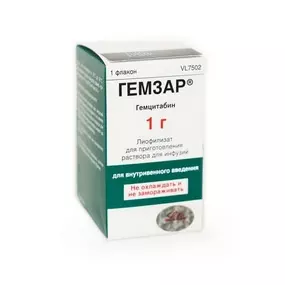 1 флакон VL7502
ГЕМЗАР®
Гемцитабин
1 г
Лиофилизат
для приготовления
раствора для инфузий
для внутривенного введения
Не охлаждать и
не замораживать